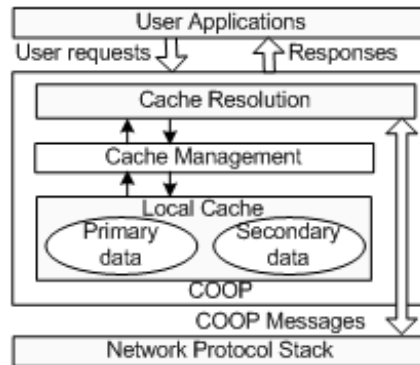 User Applications
User requests
Responses
Cache Resolution
Cache Management
Local Cache
Primary
data
Secondary
data
COOP
COOP Messages
Network Protocol Stack